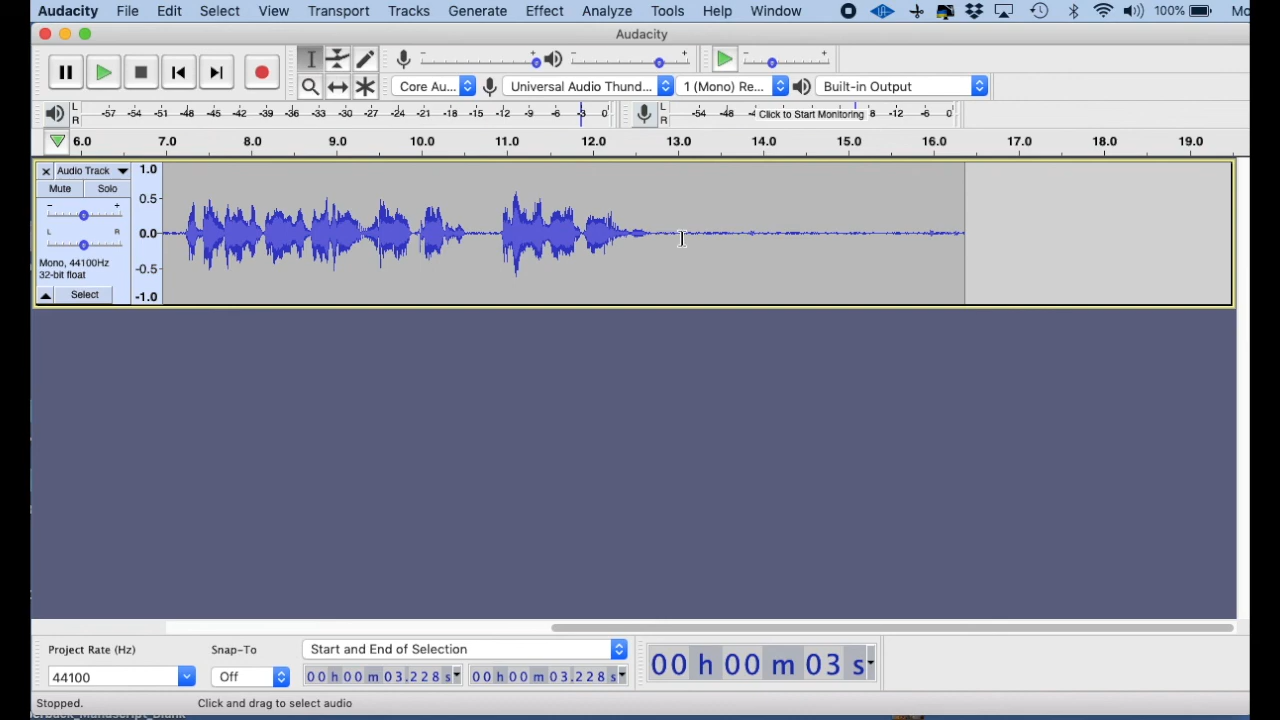 Audacity File Edit Select View Transport Tracks Generate Effect Analyze Tools Help Window 100%
Audacity
Core Au... Universal Audio Thund... 1 (Mono) Re... Built-in Output
L R -57 -54 -51 -48 -45 -42 -39 -36 -33 -30 -27 -24 -21 -18 -15 -12 -9 -6 -3 0 L R -54 -48 Click to Start Monitoring -12 -6 0
6.0 7.0 8.0 9.0 10.0 11.0 12.0 13.0 14.0 15.0 16.0 17.0 18.0 19.0
Audio Track
Mute Solo
L R
Mono, 44100Hz
32-bit float
Select
1.0
0.5
0.0
-0.5
-1.0
Project Rate (Hz) Snap-To Start and End of Selection
44100 Off 00 h 00 m 03.228 s 00 h 00 m 03.228 s
00 h 00 m 03 s
Stopped. Click and drag to select audio